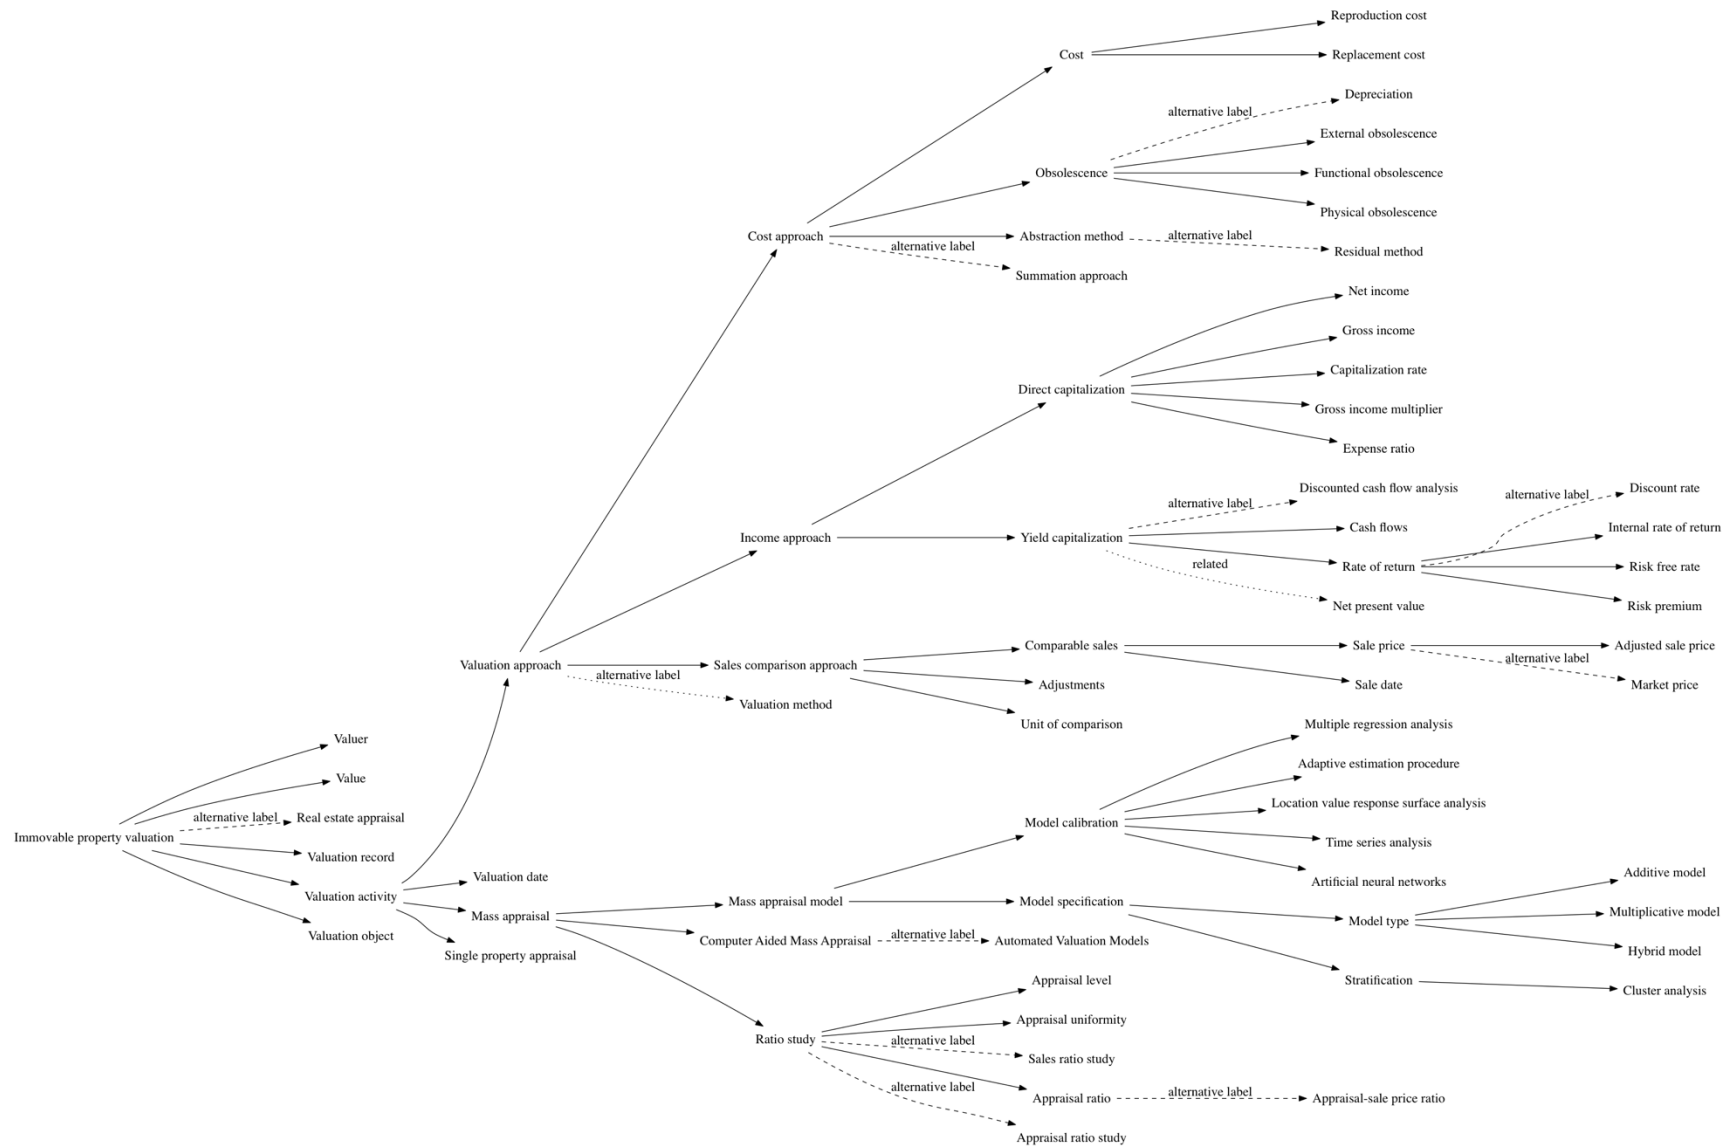 Reproduction cost
Cost
Replacement cost
Depreciation
alternative label
External obsolescence
Obsolescence
Functional obsolescence
Physical obsolescence
Cost approach
Abstraction method
alternative label
alternative label
Residual method
Summation approach
Net income
Gross income
Capitalization rate
Direct capitalization
Gross income multiplier
Expense ratio
Discounted cash flow analysis
alternative label
Discount rate
alternative label
Cash flows
Internal rate of return
Income approach
Yield capitalization
related
Rate of return
Risk free rate
Net present value
Risk premium
Comparable sales
Sale price
Adjusted sale price
alternative label
Valuation approach
Sales comparison approach
alternative label
Adjustments
Sale date
Market price
Valuation method
Unit of comparison
Multiple regression analysis
Valuer
Adaptive estimation procedure
Value
Location value response surface analysis
alternative label
Real estate appraisal
Model calibration
Immovable property valuation
Time series analysis
Valuation record
Valuation date
Artificial neural networks
Additive model
Valuation activity
Mass appraisal model
Model specification
Mass appraisal
Model type
Multiplicative model
Valuation object
Computer Aided Mass Appraisal
alternative label
Automated Valuation Models
Hybrid model
Single property appraisal
Appraisal level
Stratification
Cluster analysis
Appraisal uniformity
Ratio study
alternative label
Sales ratio study
alternative label
Appraisal ratio
alternative label
Appraisal-sale price ratio
Appraisal ratio study